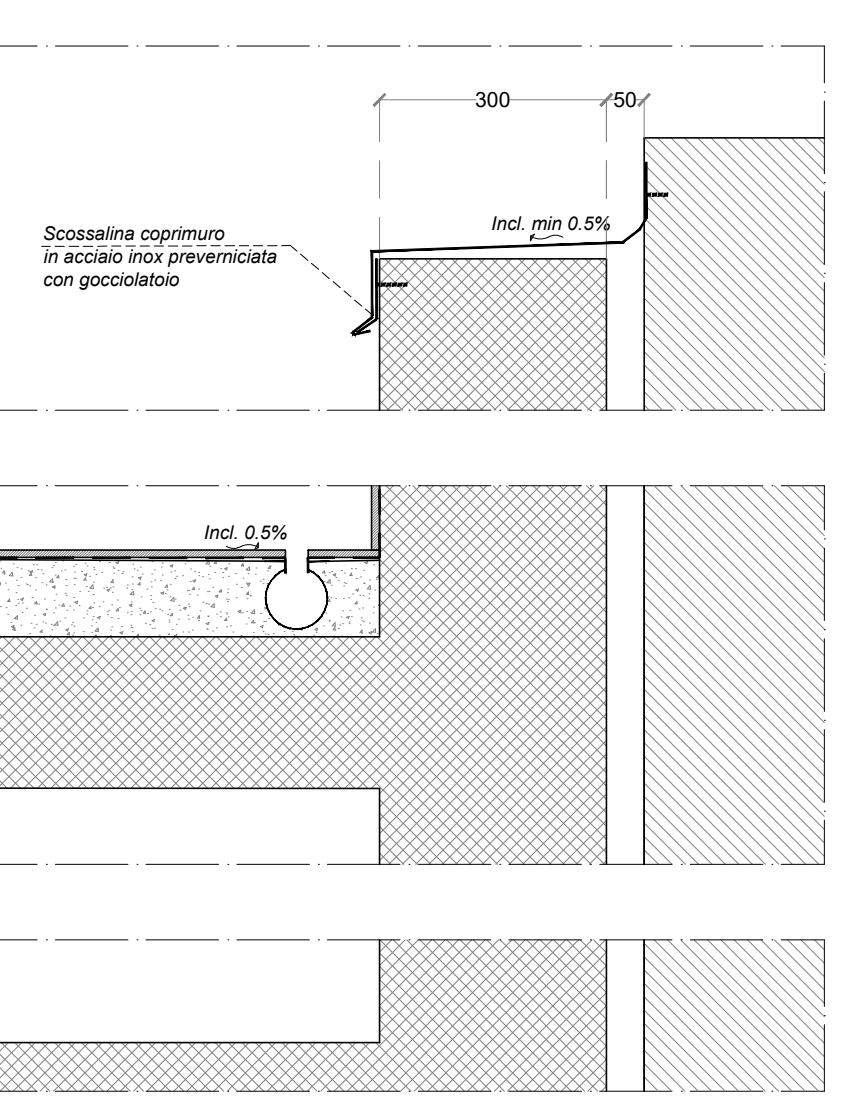 300
50
Incl. min 0.5%
Scossalina coprimuro
in acciaio inox preverniciata
con gocciolatoio
Incl. 0.5%